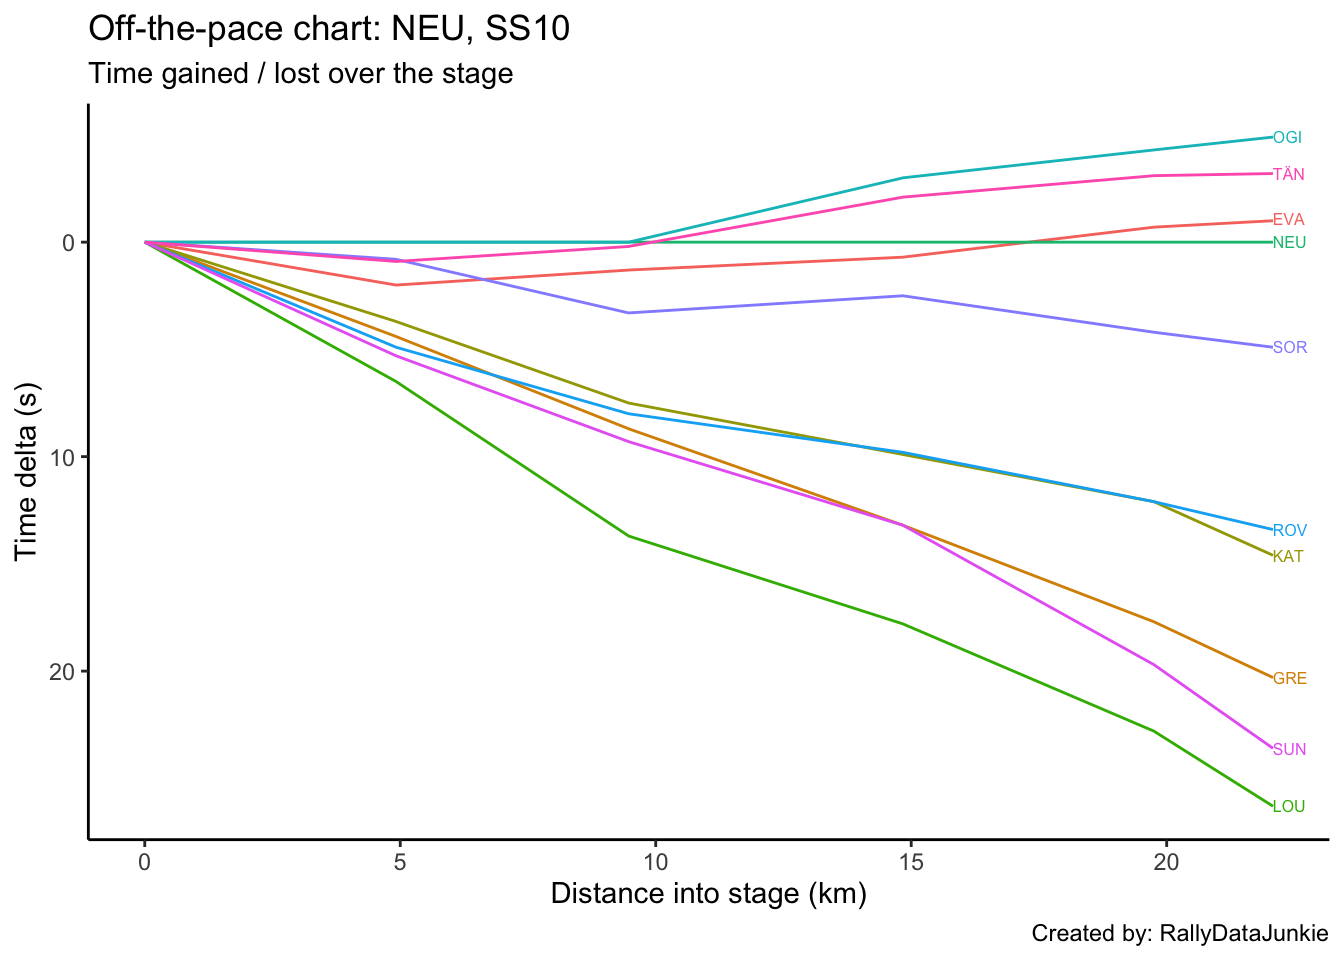 Off-the-pace chart: NEU, SS10
Time gained / lost over the stage
OGI
TÄN
EVA
NEU
SOR
ROV
KAT
GRE
SUN
LOU
0
10
20
Time delta (s)
0 5 10 15 20
Distance into stage (km)
Created by: RallyDataJunkie